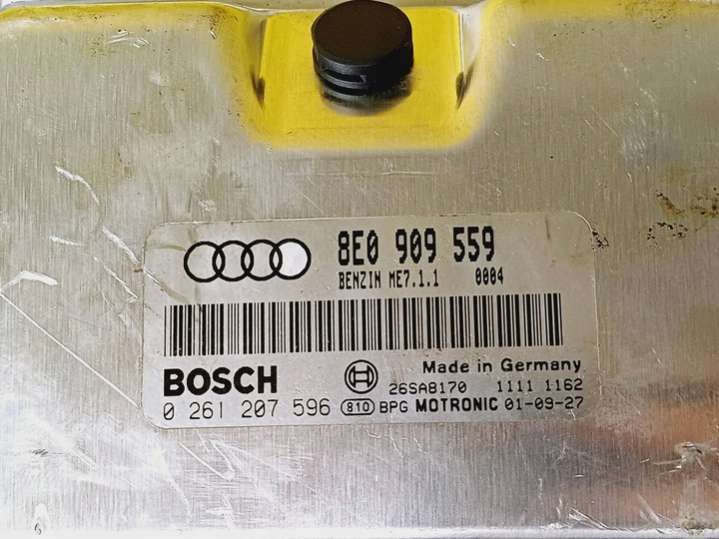 8E0 909 559
BENZIN ME7.1.1 0004
Made in Germany
BOSCH 26SA8170 1111 1162
0 261 207 596 810 BPG MOTRONIC 01-09-27